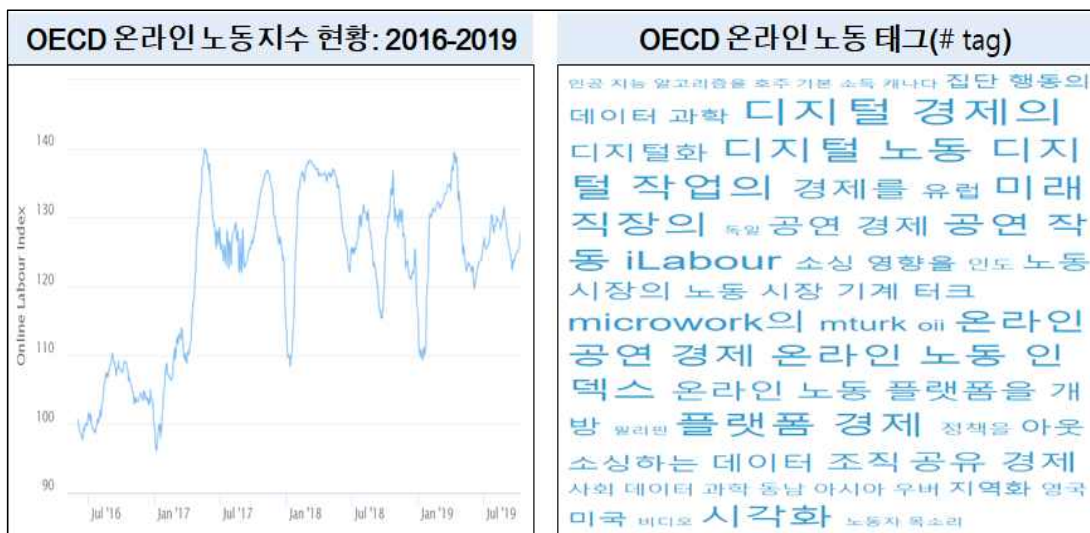 OECD 온라인 노동지수 현황: 2016-2019
Online Labour Index
140
130
120
110
100
90
Jul '16
Jan '17
Jul '17
Jan '18
Jul '18
Jan '19
Jul '19
OECD 온라인 노동 태그(# tag)
인공 지능 알고리즘을 호주 기본 소득 캐나다 집단 행동의
데이터 과학 디지털 경제의
디지털화 디지털 노동 디지
털 작업의 경제를 유럽 미래
직장의 독일 공연 경제 공연 작
동 iLabour 소싱 영향을 인도 노동
시장의 노동 시장 기계 터크
microwork의 mturk oii 온라인
공연 경제 온라인 노동 인
덱스 온라인 노동 플랫폼을 개
방 필리핀 플랫폼 경제 정책을 아웃
소싱하는 데이터 조직 공유 경제
사회 데이터 과학 동남 아시아 우버 지역화 영국
미국 비디오 시각화 노동자 목소리